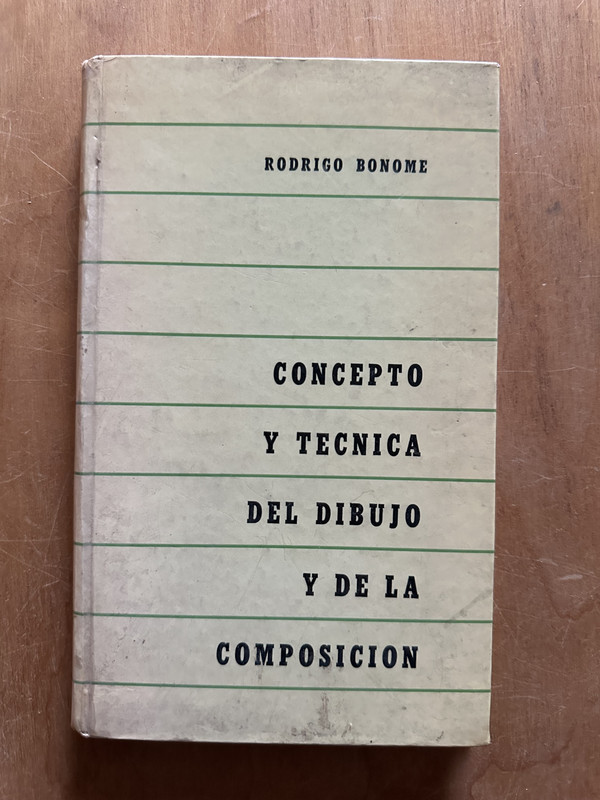 RODRIGO BONOME
CONCEPTO
Y TECNICA
DEL DIBUJO
Y DE LA
COMPOSICION